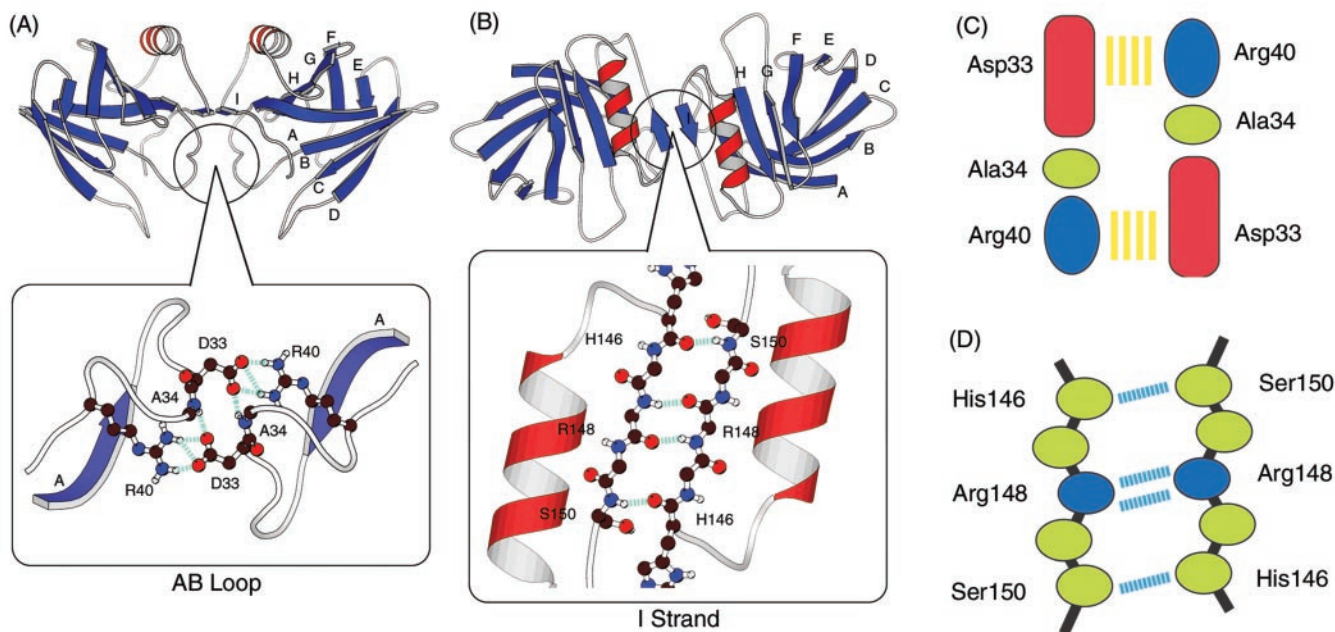 (A)
F
G
E
H
I
A
B
C
D
D33
R40
A
A34
A34
R40
D33
A
AB Loop
(B)
F
E
D
H
G
C
I
B
A
H146
S150
R148
R148
S150
H146
I Strand
(C)
Asp33
Arg40
Ala34
Ala34
Arg40
Asp33
(D)
His146
Ser150
Arg148
Arg148
Ser150
His146